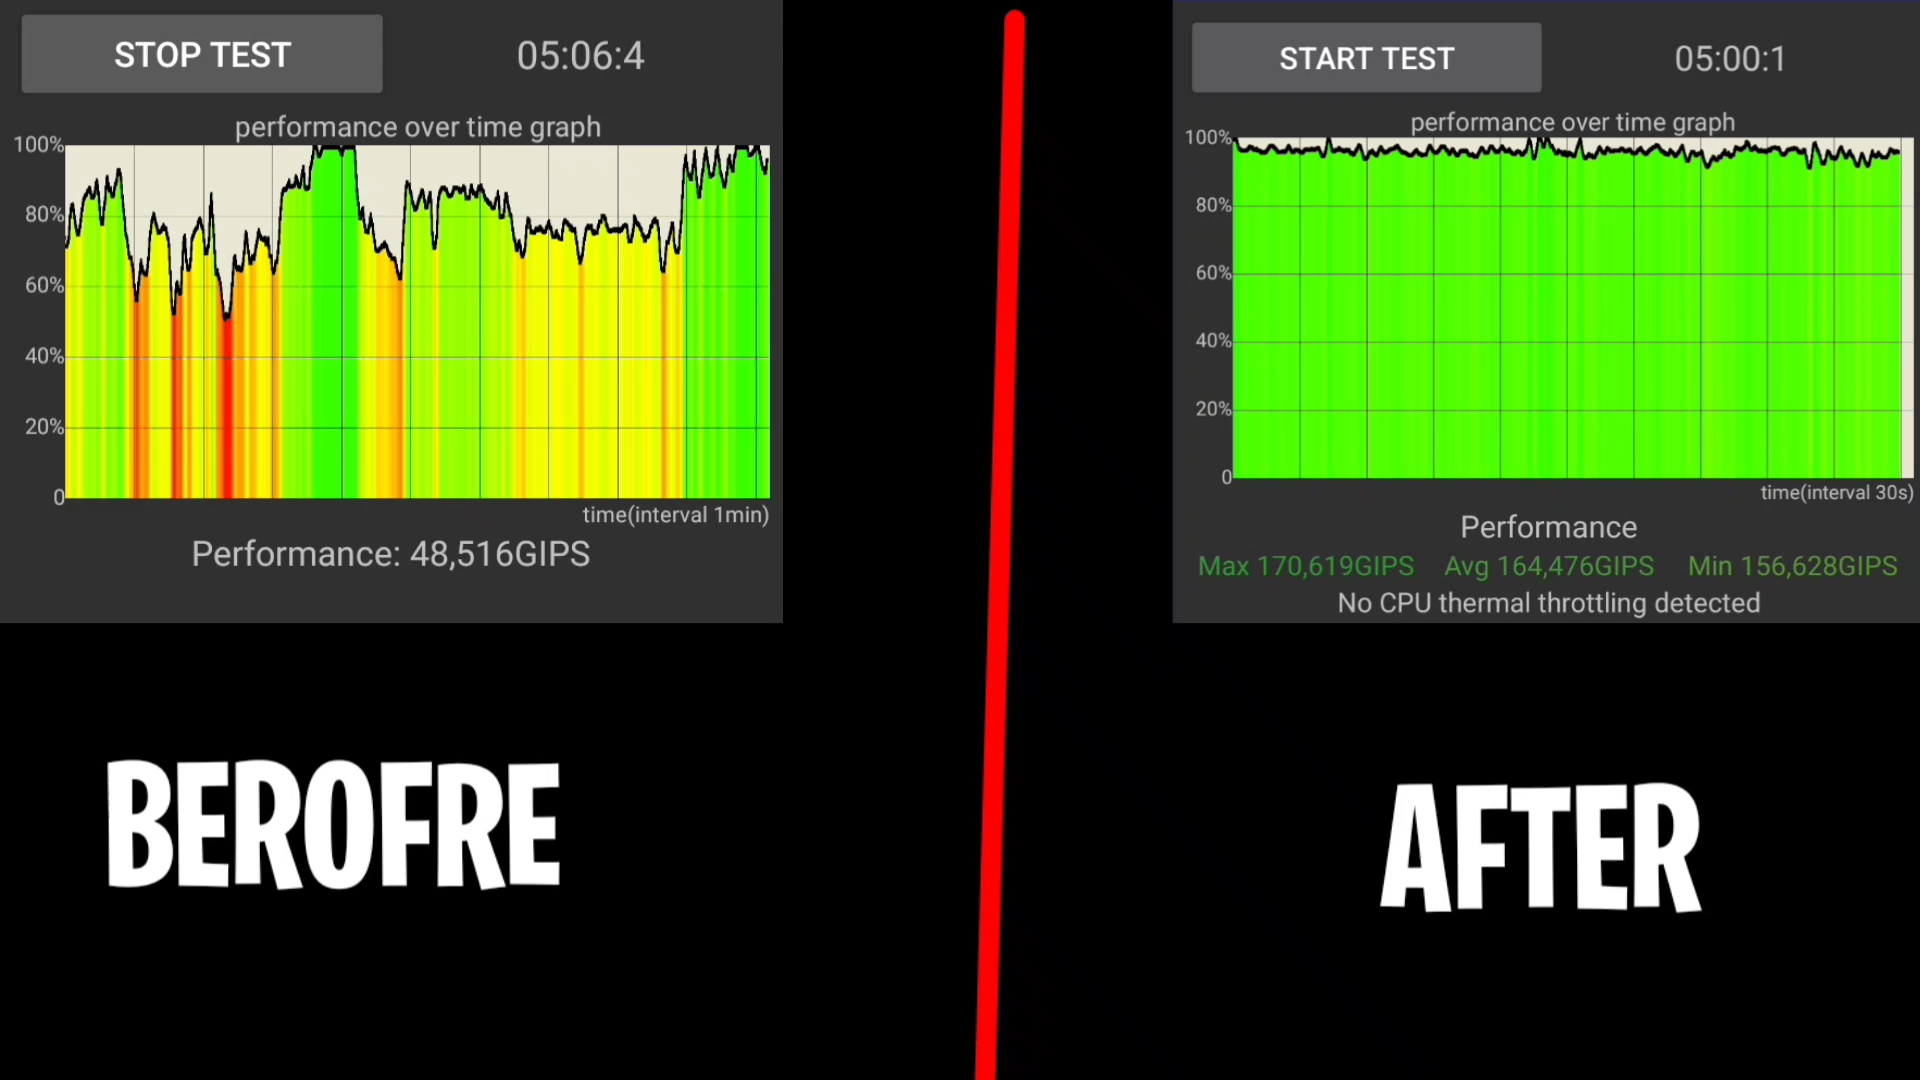 STOP TEST
05:06:4
performance over time graph
100%
80%
60%
40%
20%
0
time(interval 1min)
Performance: 48,516GIPS
BEROFRE
START TEST
05:00:1
performance over time graph
100%
80%
60%
40%
20%
0
time(interval 30s)
Performance
Max 170,619GIPS Avg 164,476GIPS Min 156,628GIPS
No CPU thermal throttling detected
AFTER